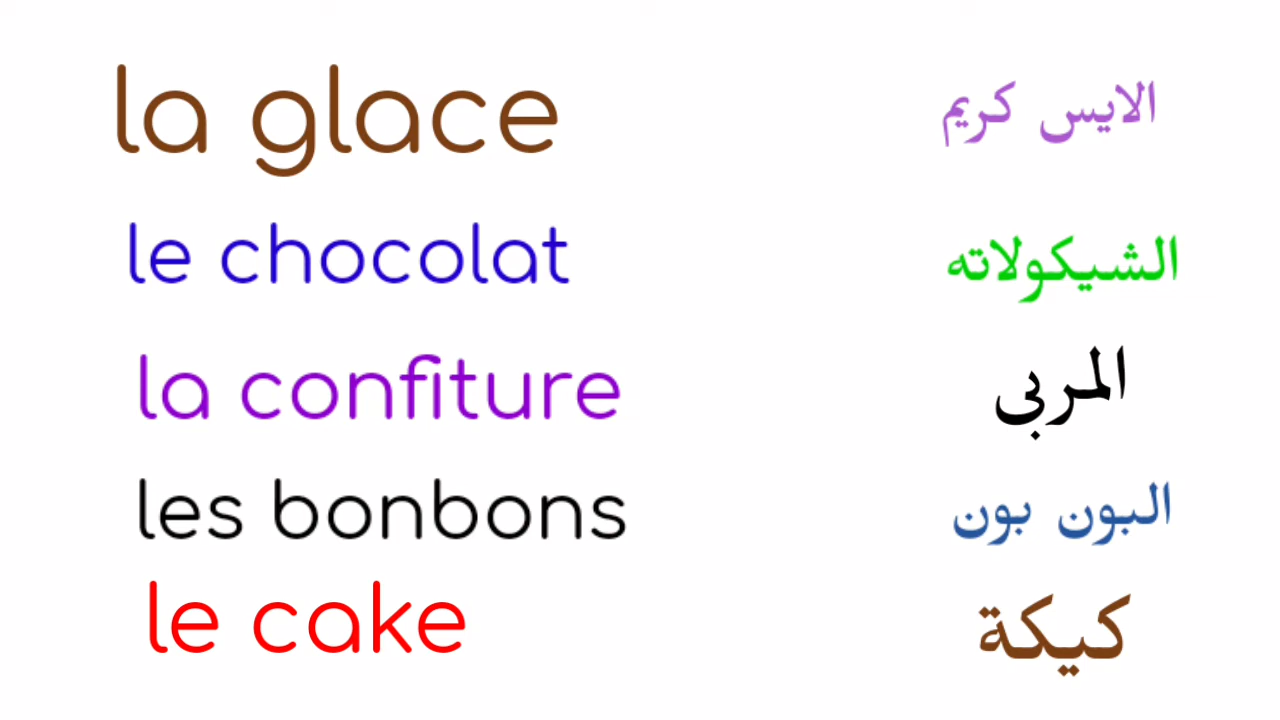 la glace الايس كريم
le chocolat الشيكولاته
la confiture المربى
les bonbons البون بون
le cake كيكة